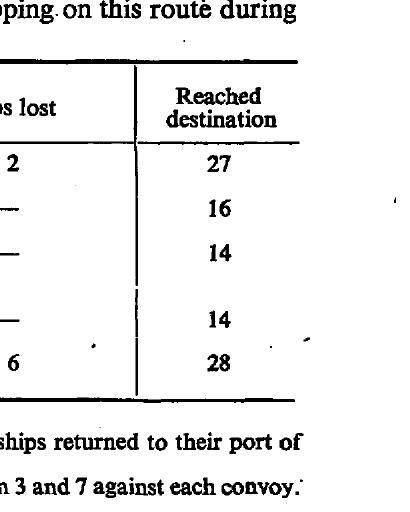 on this route during
lost Reached destination
2 27
— 16
— 14
— 14
6 28
ships returned to their port of
3 and 7 against each convoy.